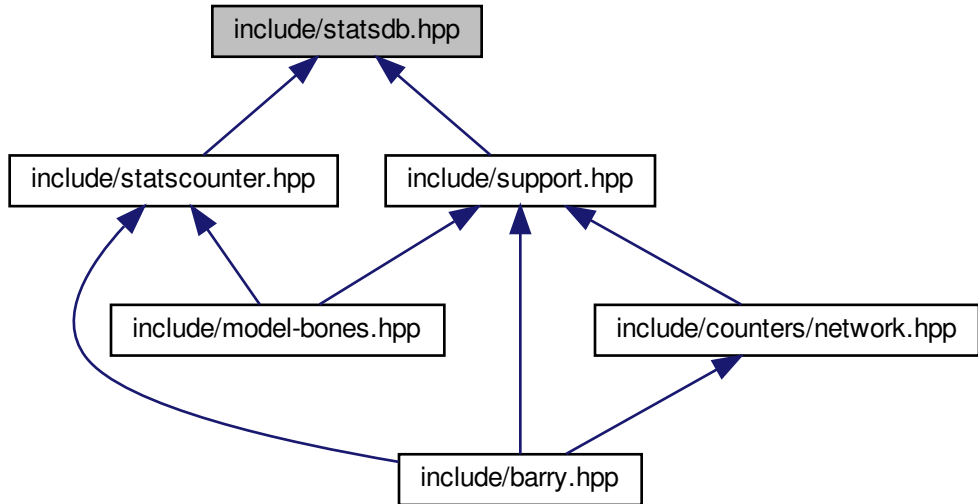 include/statsdb.hpp
include/statscounter.hpp
include/support.hpp
include/model-bones.hpp
include/counters/network.hpp
include/barry.hpp